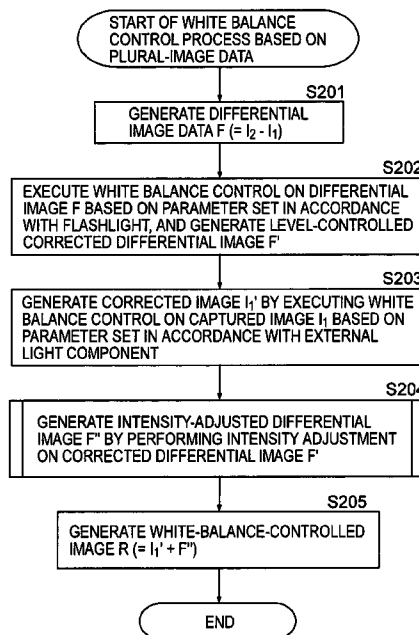 START OF WHITE BALANCE
CONTROL PROCESS BASED ON
PLURAL-IMAGE DATA
S201
GENERATE DIFFERENTIAL
IMAGE DATA F (= I₂ - I₁)
S202
EXECUTE WHITE BALANCE CONTROL ON DIFFERENTIAL
IMAGE F BASED ON PARAMETER SET IN ACCORDANCE
WITH FLASHLIGHT, AND GENERATE LEVEL-CONTROLLED
CORRECTED DIFFERENTIAL IMAGE F'
S203
GENERATE CORRECTED IMAGE I₁' BY EXECUTING WHITE
BALANCE CONTROL ON CAPTURED IMAGE I₁ BASED ON
PARAMETER SET IN ACCORDANCE WITH EXTERNAL
LIGHT COMPONENT
S204
GENERATE INTENSITY-ADJUSTED DIFFERENTIAL
IMAGE F" BY PERFORMING INTENSITY ADJUSTMENT
ON CORRECTED DIFFERENTIAL IMAGE F'
S205
GENERATE WHITE-BALANCE-CONTROLLED
IMAGE R (= I₁' + F")
END